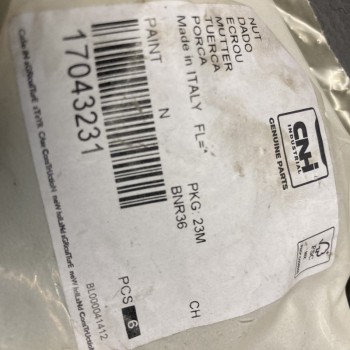 NUT
DADO
ECROU
MUTTER
TUERCA
PORCA
Made in ITALY FL=*
PAINT N
17043231
CNH
INDUSTRIAL
GENUINE PARTS
PKG: 23M
BNR36
CH
PCS 6
BL000041412
FSC